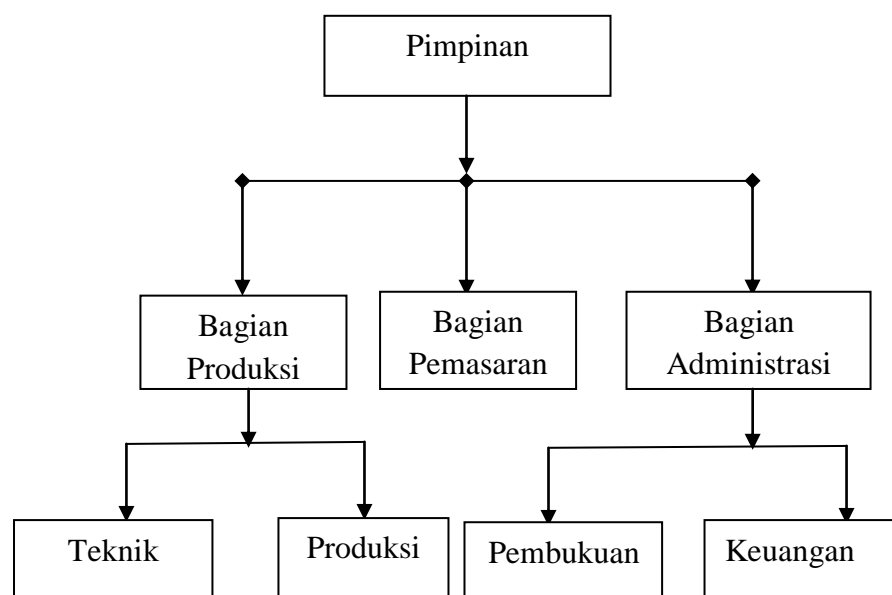 Pimpinan
Bagian
Produksi
Bagian
Pemasaran
Bagian
Administrasi
Teknik
Produksi
Pembukuan
Keuangan